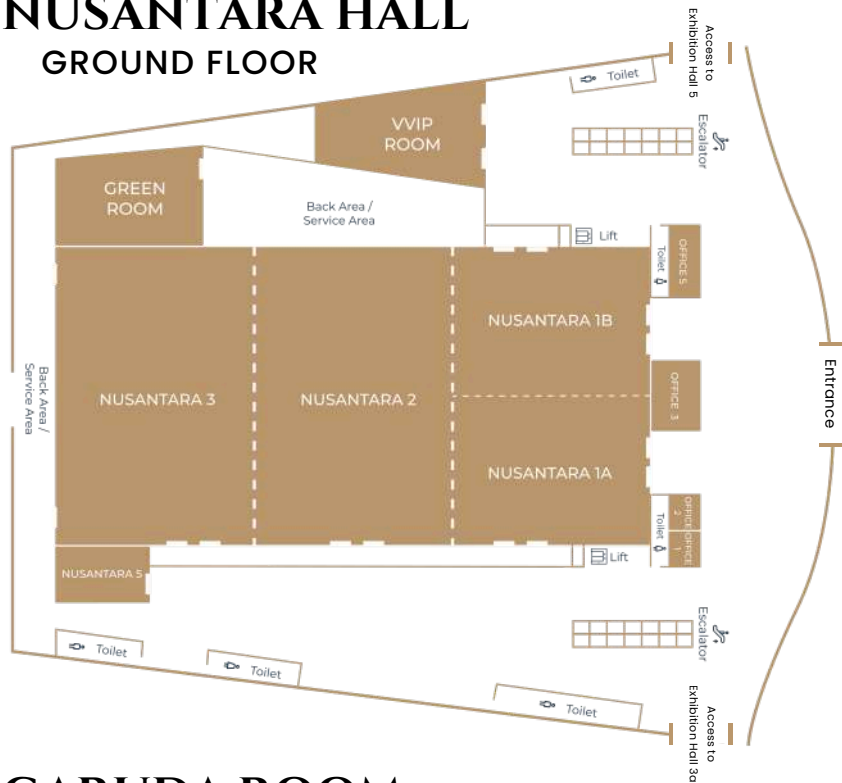 NUSANTARA HALL
GROUND FLOOR
Access to
Exhibition Hall 5
Toilet
Escalator
VVIP
ROOM
GREEN
ROOM
Back Area /
Service Area
Lift
Toilet
OFFICE 5
NUSANTARA 1B
Entrance
Back Area /
Service Area
NUSANTARA 3
NUSANTARA 2
OFFICE 3
NUSANTARA 1A
Toilet
OFFICE
2
OFFICE
1
Lift
NUSANTARA 5
Escalator
Toilet
Toilet
Toilet
Access to
Exhibition Hall 3a
GARUDA ROOM